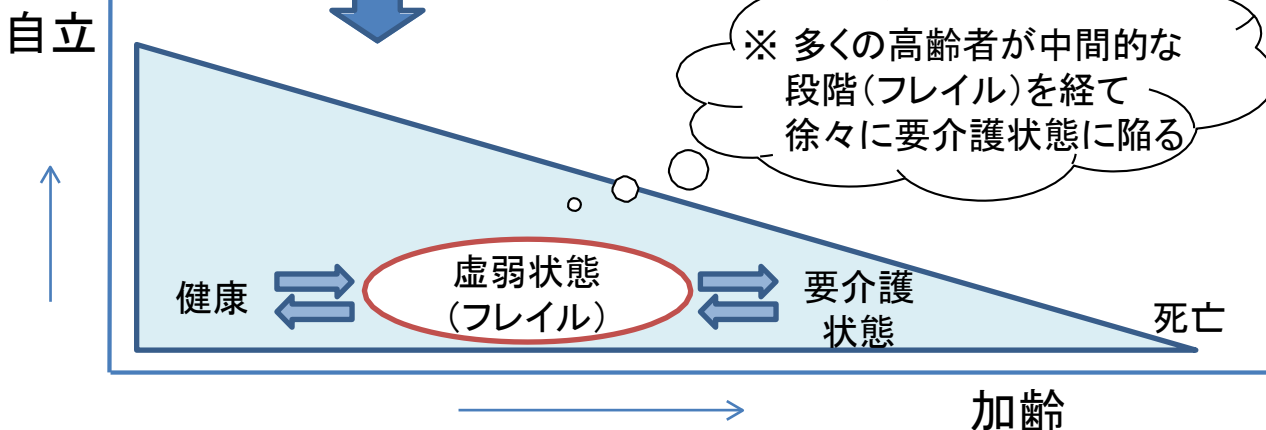 自立
※ 多くの高齢者が中間的な
段階(フレイル)を経て
徐々に要介護状態に陥る
健康
虚弱状態
(フレイル)
要介護
状態
死亡
加齢